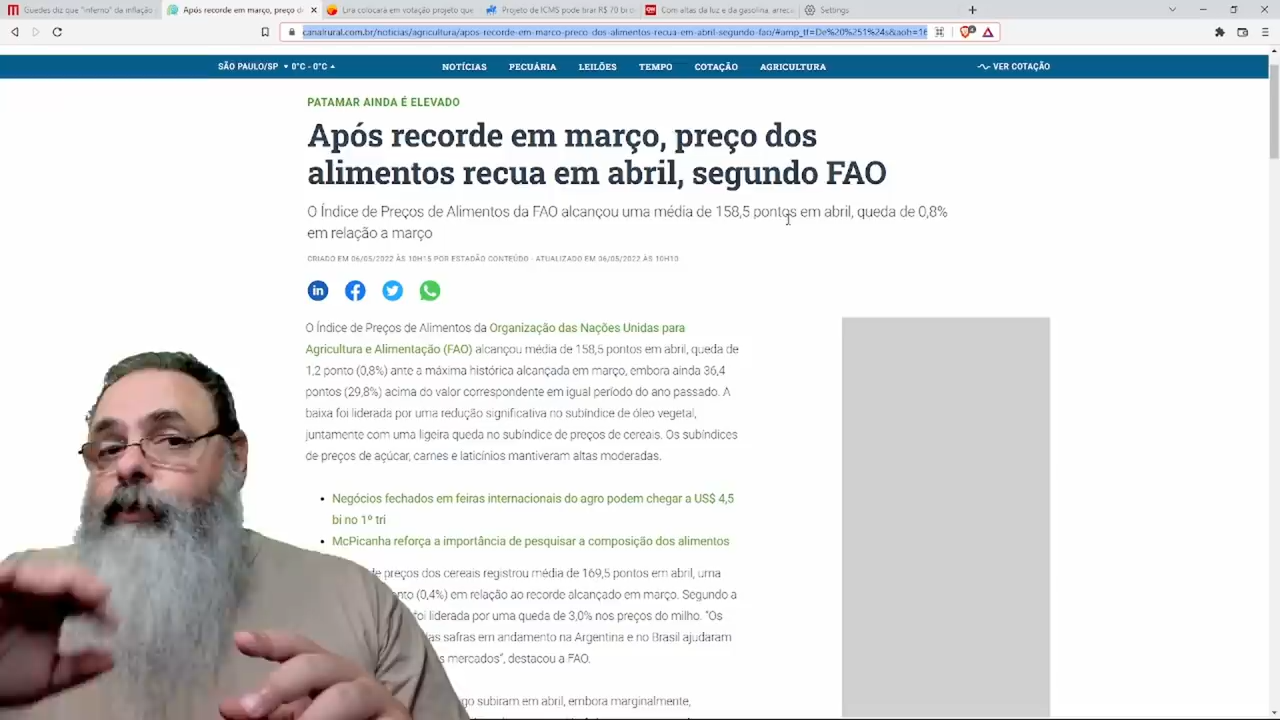 Guedes diz que "inferno" da inflação
Após recorde em março, preço d
Lira colocará em votação projeto que
Projeto de ICMS pode tirar R$ 70 bi d
Com altas da luz e da gasolina, arrec
Settings
canalrural.com.br/noticias/agricultura/apos-recorde-em-marco-preco-dos-alimentos-recua-em-abril-segundo-fao/#amp_tf=De%20%251%24s&aoh=16
SÃO PAULO/SP 0°C - 0°C
NOTÍCIAS PECUÁRIA LEILÕES TEMPO COTAÇÃO AGRICULTURA
VER COTAÇÃO
PATAMAR AINDA É ELEVADO
Após recorde em março, preço dos
alimentos recua em abril, segundo FAO
O Índice de Preços de Alimentos da FAO alcançou uma média de 158,5 pontos em abril, queda de 0,8%
em relação a março
CRIADO EM 06/05/2022 ÀS 10H15 POR ESTADÃO CONTEÚDO - ATUALIZADO EM 06/05/2022 ÀS 10H10
in
O Índice de Preços de Alimentos da Organização das Nações Unidas para
Agricultura e Alimentação (FAO) alcançou média de 158,5 pontos em abril, queda de
1,2 ponto (0,8%) ante a máxima histórica alcançada em março, embora ainda 36,4
pontos (29,8%) acima do valor correspondente em igual período do ano passado. A
baixa foi liderada por uma redução significativa no subíndice de óleo vegetal,
juntamente com uma ligeira queda no subíndice de preços de cereais. Os subíndices
de preços de açúcar, carnes e laticínios mantiveram altas moderadas.
• Negócios fechados em feiras internacionais do agro podem chegar a US$ 4,5
bi no 1º tri
• McPicanha reforça a importância de pesquisar a composição dos alimentos
de preços dos cereais registrou média de 169,5 pontos em abril, uma
(0,4%) em relação ao recorde alcançado em março. Segundo a
liderada por uma queda de 3,0% nos preços do milho. "Os
safras em andamento na Argentina e no Brasil ajudaram
mercados", destacou a FAO.
subiram em abril, embora marginalmente,